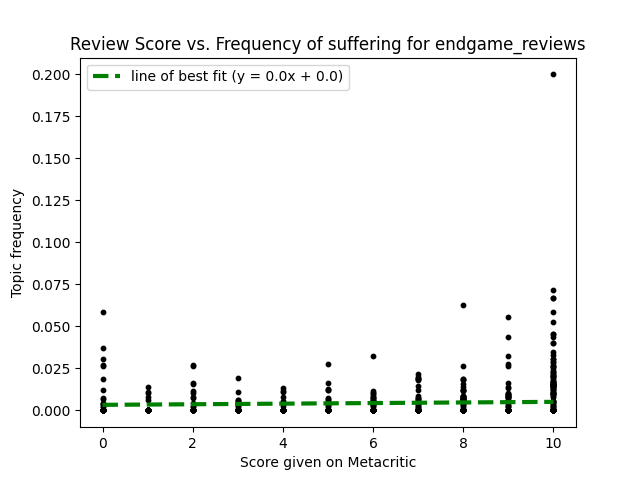 Review Score vs. Frequency of suffering for endgame_reviews
line of best fit (y = 0.0x + 0.0)
0.200
0.175
0.150
0.125
0.100
0.075
0.050
0.025
0.000
Topic frequency
0 2 4 6 8 10
Score given on Metacritic